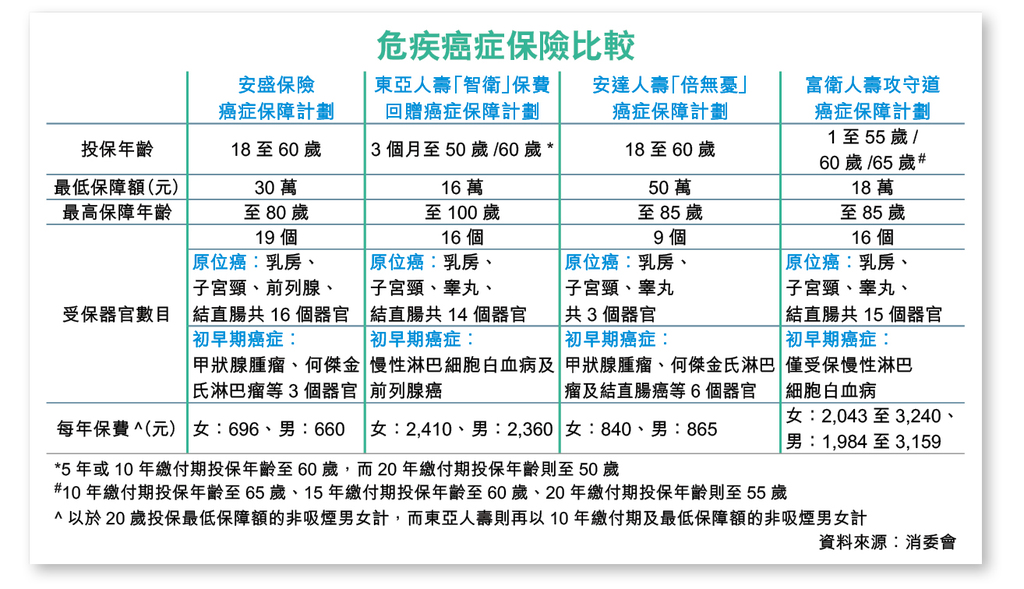 危疾癌症保險比較
安盛保險
癌症保障計劃
東亞人壽「智衛」保費
回贈癌症保障計劃
安達人壽「倍無憂」
癌症保障計劃
富衛人壽攻守道
癌症保障計劃
投保年齡
18 至 60 歲
3 個月至 50 歲 /60 歲 *
18 至 60 歲
1 至 55 歲 /
60 歲 /65 歲 #
最低保障額(元)
30 萬
16 萬
50 萬
18 萬
最高保障年齡
至 80 歲
至 100 歲
至 85 歲
至 85 歲
受保器官數目
19 個
16 個
9 個
16 個
原位癌：乳房、
子宮頸、前列腺、
結直腸共 16 個器官
原位癌：乳房、
子宮頸、睾丸、
結直腸共 14 個器官
原位癌：乳房、
子宮頸、睾丸
共 3 個器官
原位癌：乳房、
子宮頸、睾丸、
結直腸共 15 個器官
初早期癌症：
甲狀腺腫瘤、何傑金
氏淋巴瘤等 3 個器官
初早期癌症：
慢性淋巴細胞白血病及
前列腺癌
初早期癌症：
甲狀腺腫瘤、何傑金氏淋巴
瘤及結直腸癌等 6 個器官
初早期癌症：
僅受保慢性淋巴
細胞白血病
每年保費 ^(元)
女：696、男：660
女：2,410、男：2,360
女：840、男：865
女：2,043 至 3,240、
男：1,984 至 3,159
*5 年或 10 年繳付期投保年齡至 60 歲，而 20 年繳付期投保年齡則至 50 歲
#10 年繳付期投保年齡至 65 歲、15 年繳付期投保年齡至 60 歲、20 年繳付期投保年齡則至 55 歲
^ 以於 20 歲投保最低保障額的非吸煙男女計，而東亞人壽則再以 10 年繳付期及最低保障額的非吸煙男女計
資料來源：消委會